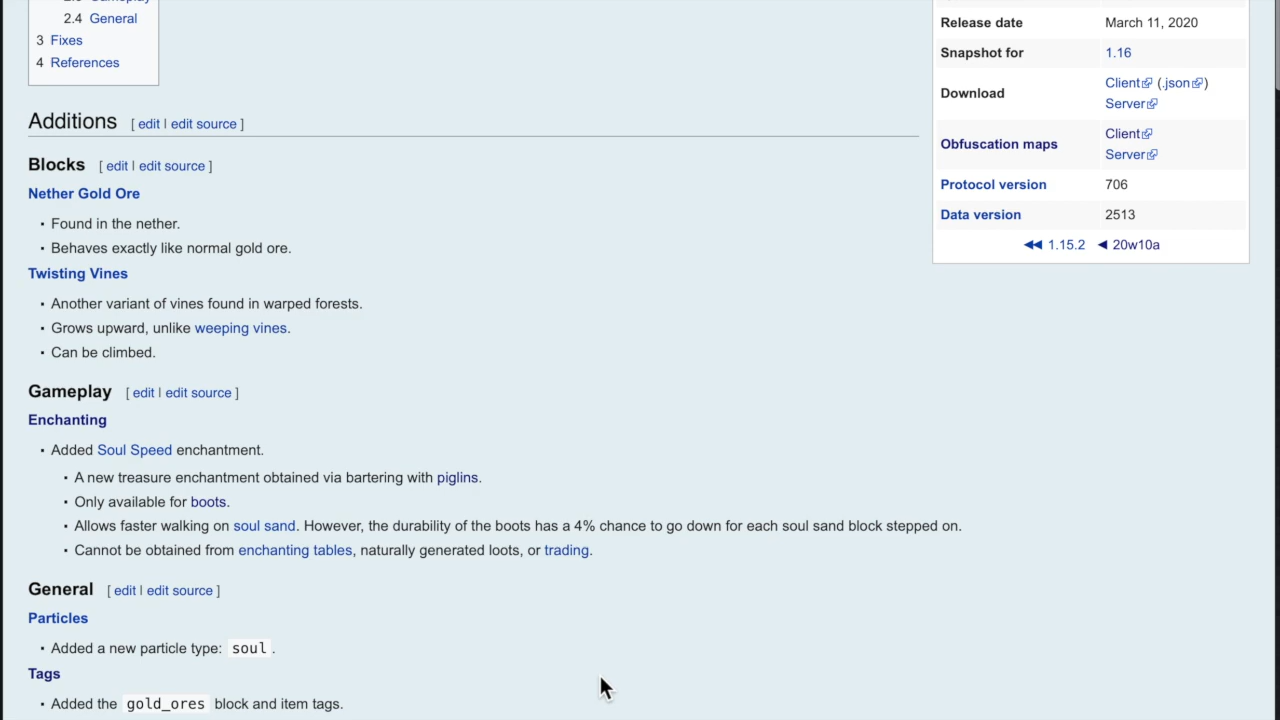 2.4 General
3 Fixes
4 References
Additions [ edit | edit source ]
Blocks [ edit | edit source ]
Nether Gold Ore
• Found in the nether.
• Behaves exactly like normal gold ore.
Twisting Vines
• Another variant of vines found in warped forests.
• Grows upward, unlike weeping vines.
• Can be climbed.
Gameplay [ edit | edit source ]
Enchanting
• Added Soul Speed enchantment.
• A new treasure enchantment obtained via bartering with piglins.
• Only available for boots.
• Allows faster walking on soul sand. However, the durability of the boots has a 4% chance to go down for each soul sand block stepped on.
• Cannot be obtained from enchanting tables, naturally generated loots, or trading.
General [ edit | edit source ]
Particles
• Added a new particle type: soul.
Tags
• Added the gold_ores block and item tags.
Release date March 11, 2020
Snapshot for 1.16
Download Client (.json)
Server
Obfuscation maps Client
Server
Protocol version 706
Data version 2513
◄◄ 1.15.2 ◄ 20w10a